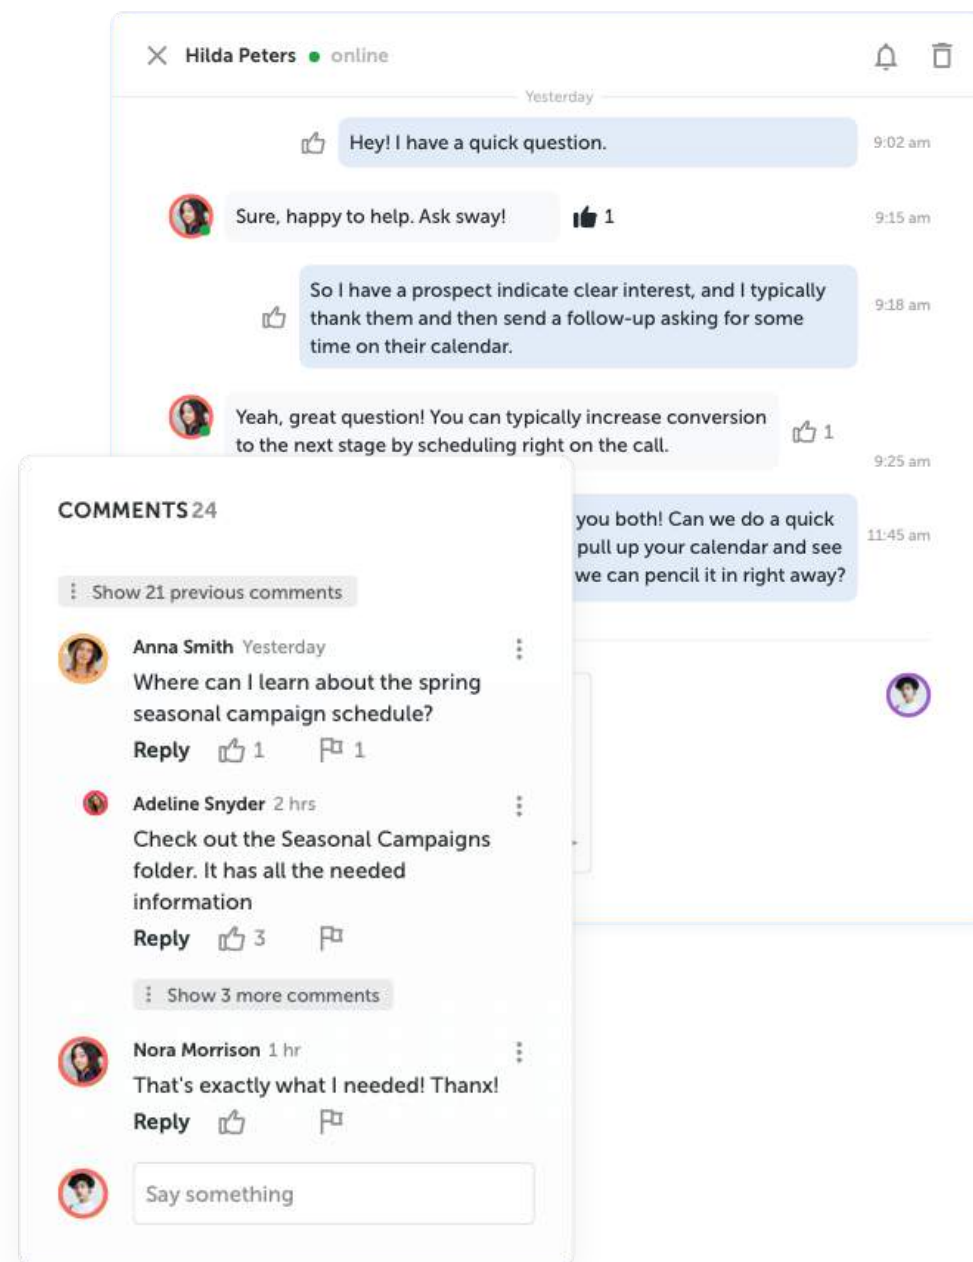 Hilda Peters online
Yesterday
Hey! I have a quick question.
9:02 am
Sure, happy to help. Ask sway!
1
9:15 am
So I have a prospect indicate clear interest, and I typically
thank them and then send a follow-up asking for some
time on their calendar.
9:18 am
Yeah, great question! You can typically increase conversion
to the next stage by scheduling right on the call.
1
9:25 am
you both! Can we do a quick
pull up your calendar and see
we can pencil it in right away?
11:45 am
COMMENTS 24
Show 21 previous comments
Anna Smith Yesterday
Where can I learn about the spring
seasonal campaign schedule?
Reply 1 1
Adeline Snyder 2 hrs
Check out the Seasonal Campaigns
folder. It has all the needed
information
Reply 3
Show 3 more comments
Nora Morrison 1 hr
That's exactly what I needed! Thanx!
Reply
Say something